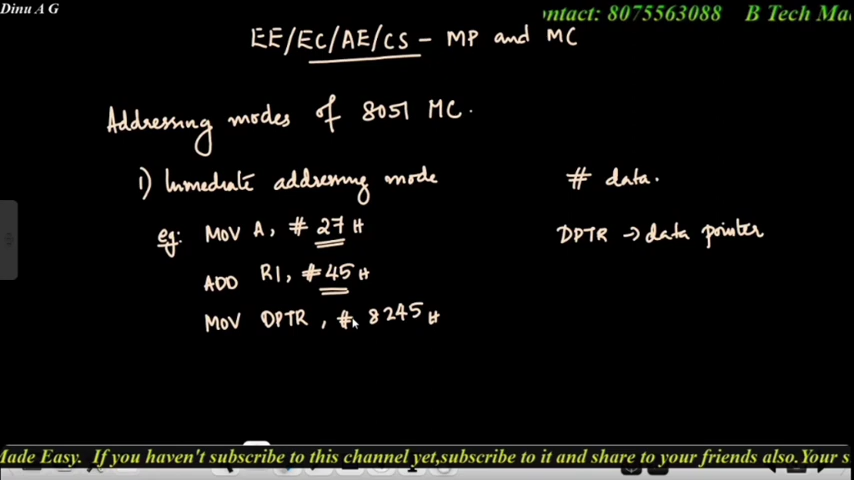 Dinu A G
ntact: 8075563088 B Tech Ma
EE/EC/AE/CS - MP and MC
Addressing modes of 8051 MC.
1) Immediate addressing mode # data.
eg: MOV A, # 27 H DPTR → data pointer
ADD R1, # 45 H
MOV DPTR, # 8245 H
Made Easy. If you haven't subscribe to this channel yet,subscribe to it and share to your friends also.Your s